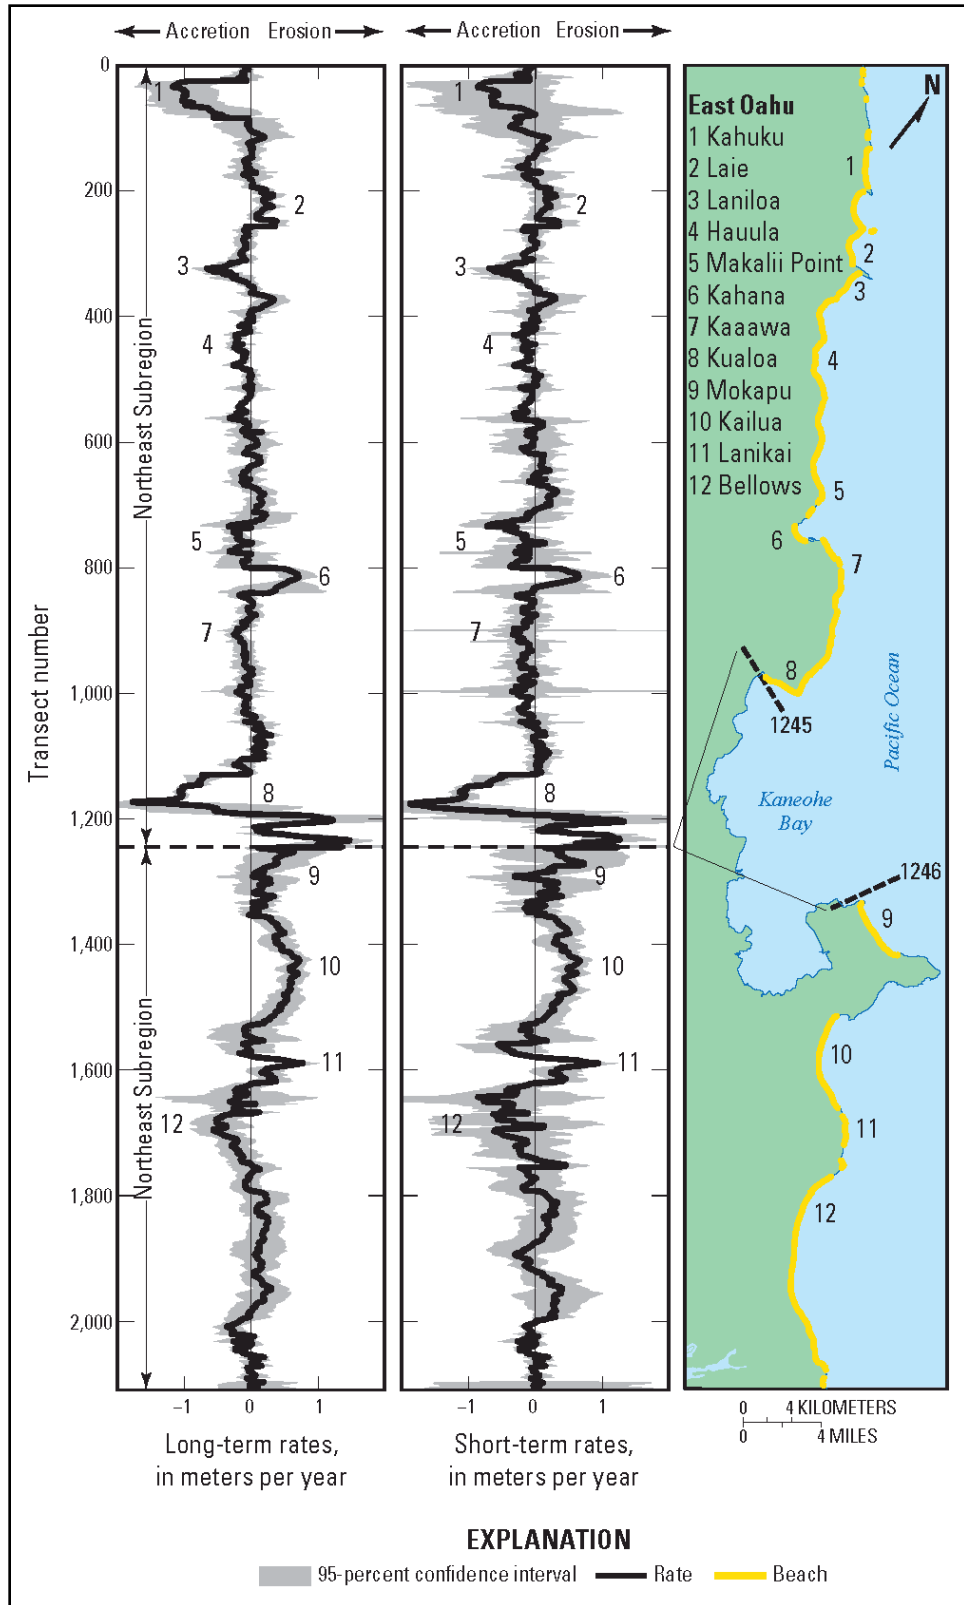 Accretion Erosion
Accretion Erosion
0
200
400
600
800
1,000
1,200
1,400
1,600
1,800
2,000
Transect number
Northeast Subregion
Northeast Subregion
1
2
3
4
5
6
7
8
9
10
11
12
–1 0 1
Long-term rates,
in meters per year
1
2
3
4
5
6
7
8
9
10
11
12
–1 0 1
Short-term rates,
in meters per year
N
East Oahu
1 Kahuku
2 Laie
3 Laniloa
4 Hauula
5 Makalii Point
6 Kahana
7 Kaaawa
8 Kualoa
9 Mokapu
10 Kailua
11 Lanikai
12 Bellows
1
2
3
4
5
6
7
8
1245
Pacific Ocean
Kaneohe
Bay
1246
9
10
11
12
0 4 KILOMETERS
0 4 MILES
EXPLANATION
95-percent confidence interval Rate Beach